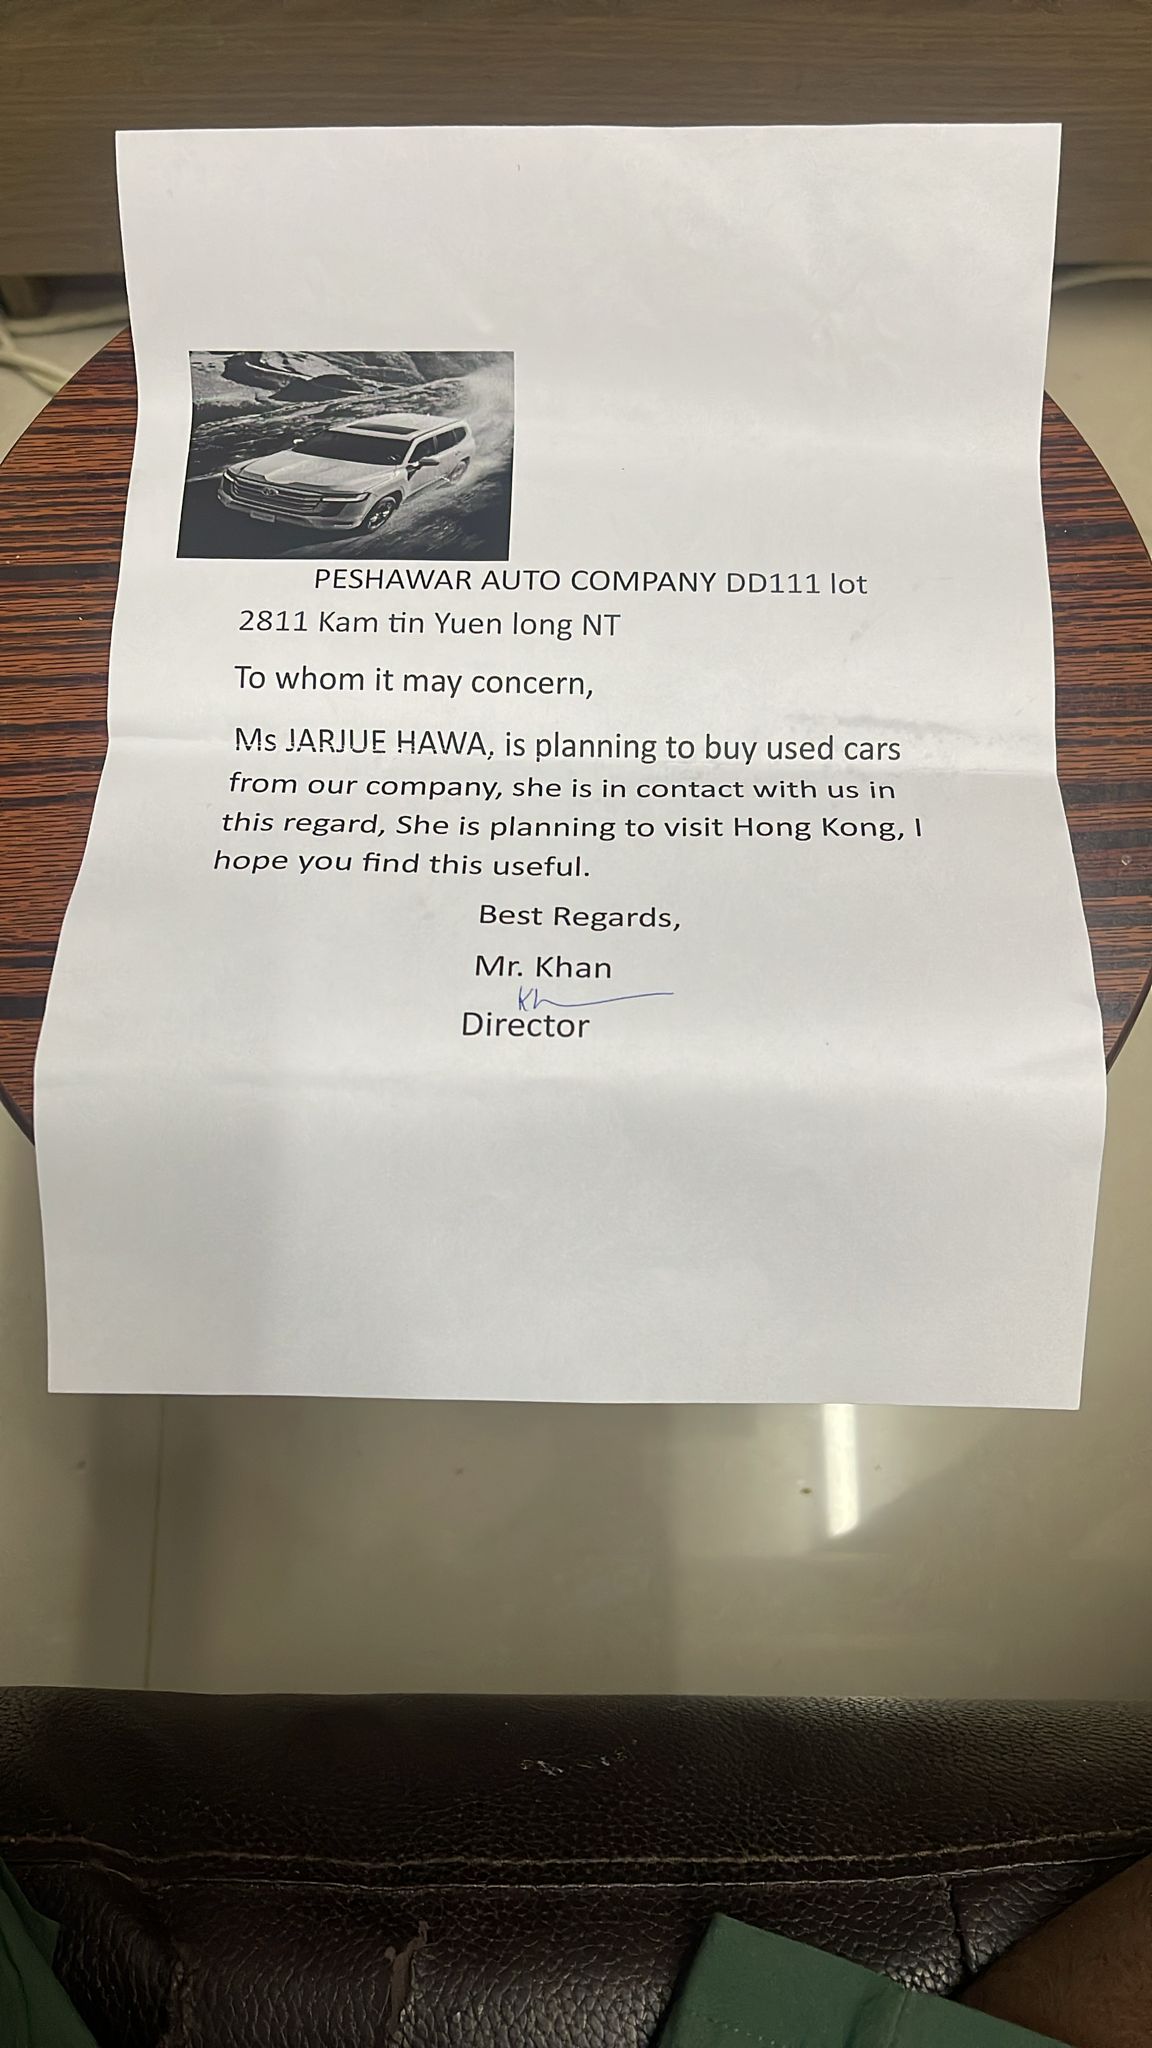 PESHAWAR AUTO COMPANY DD111 lot
2811 Kam tin Yuen long NT
To whom it may concern,
Ms JARJUE HAWA, is planning to buy used cars
from our company, she is in contact with us in
this regard, She is planning to visit Hong Kong, I
hope you find this useful.
Best Regards,
Mr. Khan
Kh
Director